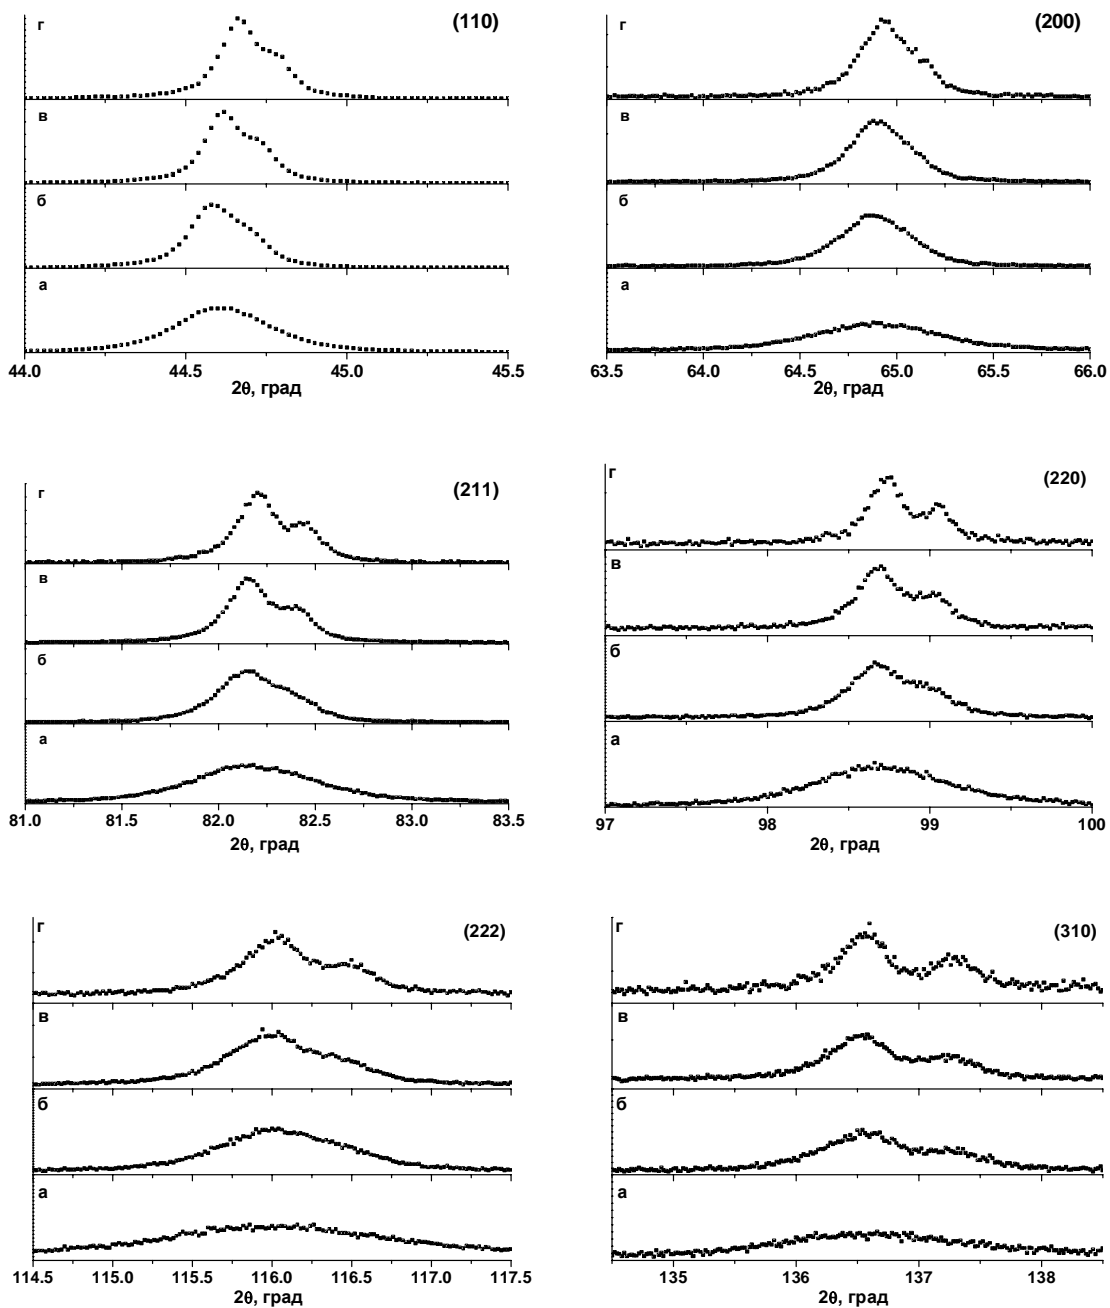 г
(110)
в
б
а
44.0 44.5 45.0 45.5
2θ, град
г
(200)
в
б
а
63.5 64.0 64.5 65.0 65.5 66.0
2θ, град
г
(211)
в
б
а
81.0 81.5 82.0 82.5 83.0 83.5
2θ, град
г
(220)
в
б
а
97 98 99 100
2θ, град
г
(222)
в
б
а
114.5 115.0 115.5 116.0 116.5 117.0 117.5
2θ, град
г
(310)
в
б
а
135 136 137 138
2θ, град